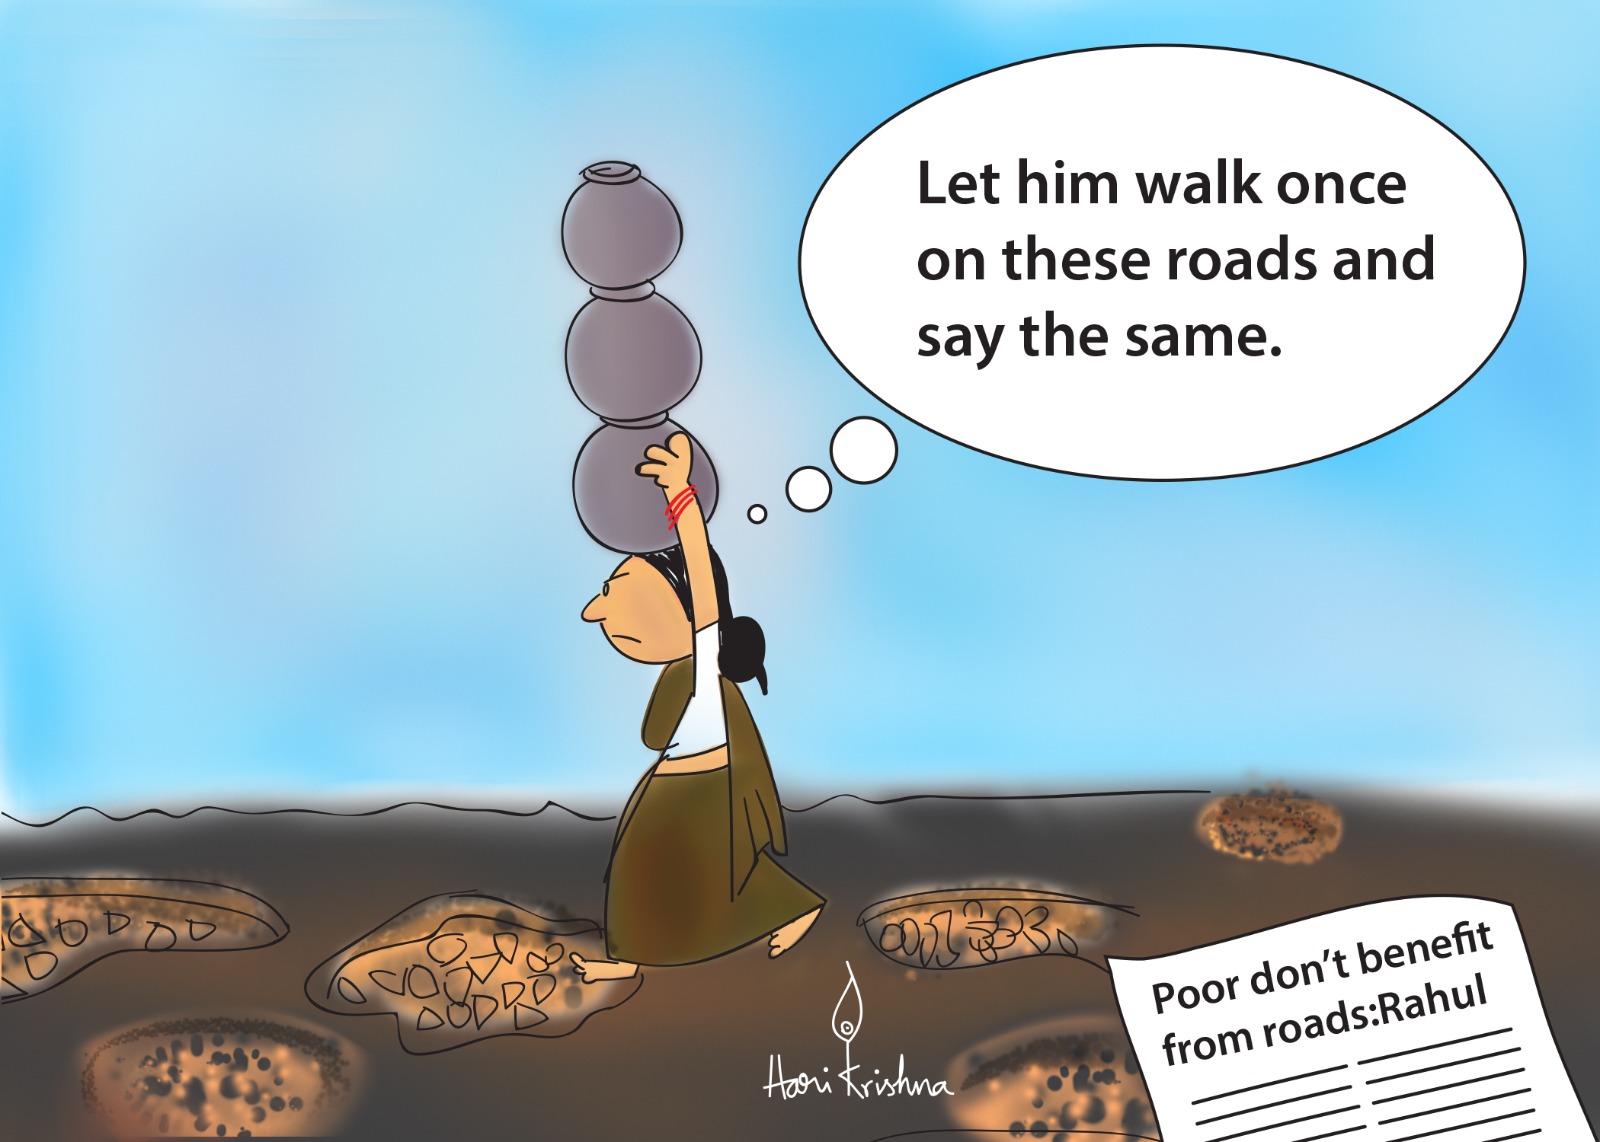 Let him walk once
on these roads and
say the same.
Poor don’t benefit
from roads:Rahul
Hari Krishna